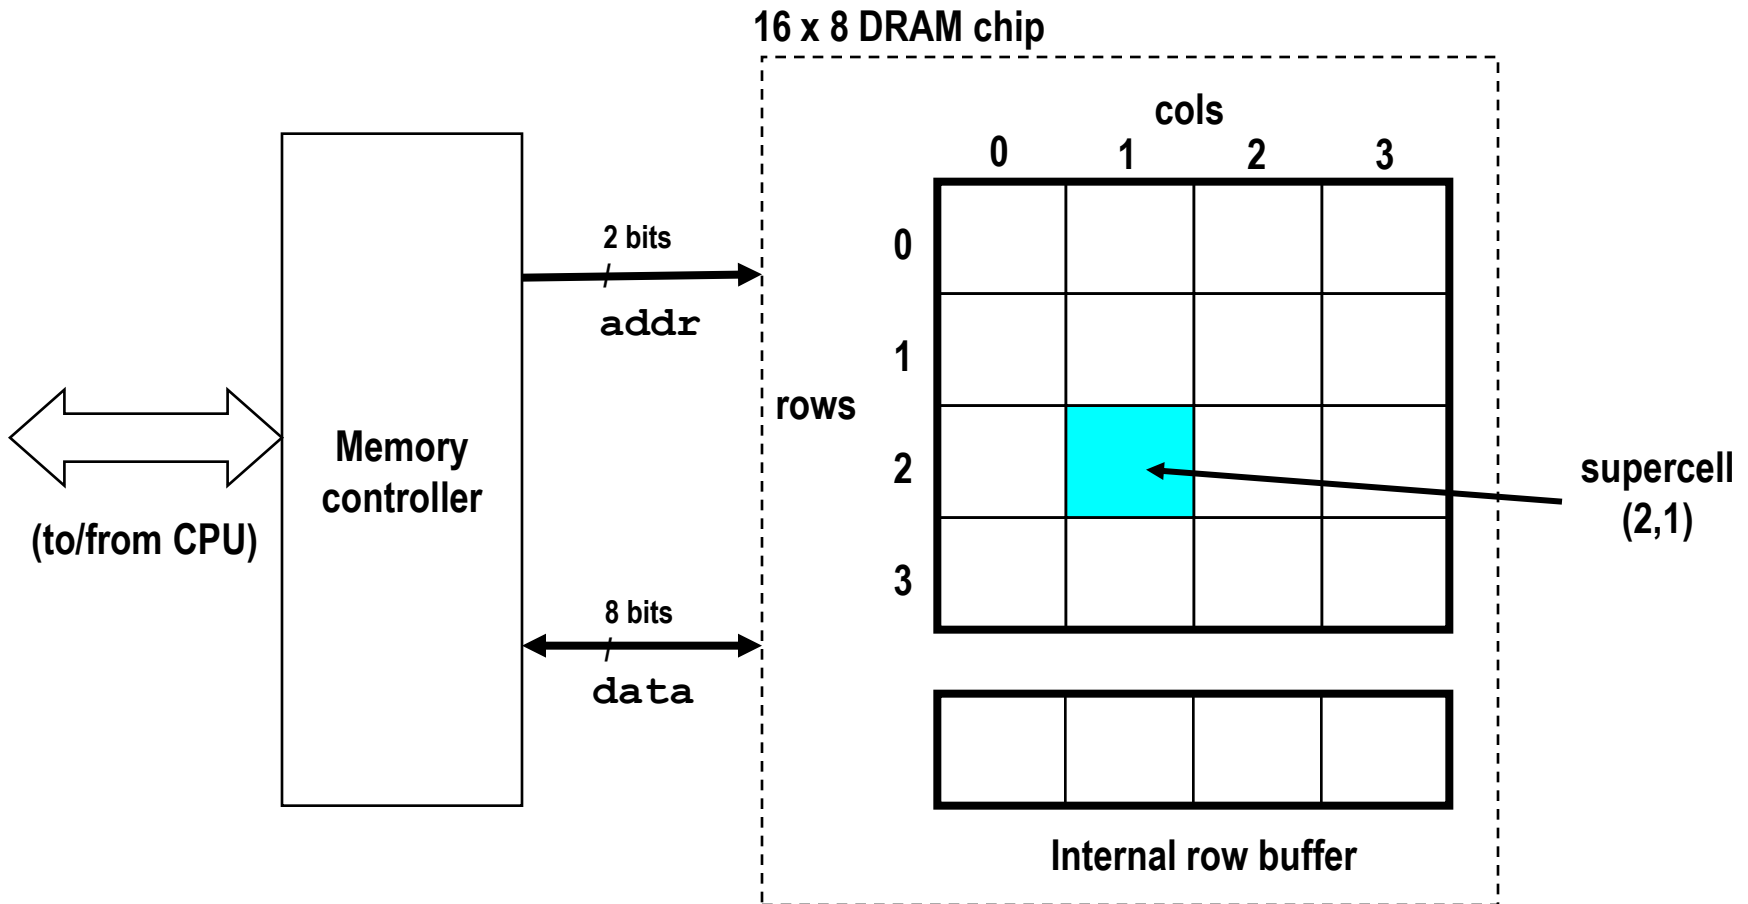 16 x 8 DRAM chip
cols
0 1 2 3
2 bits
addr
0
1
rows
2
3
Memory
controller
(to/from CPU)
supercell
(2,1)
8 bits
data
Internal row buffer